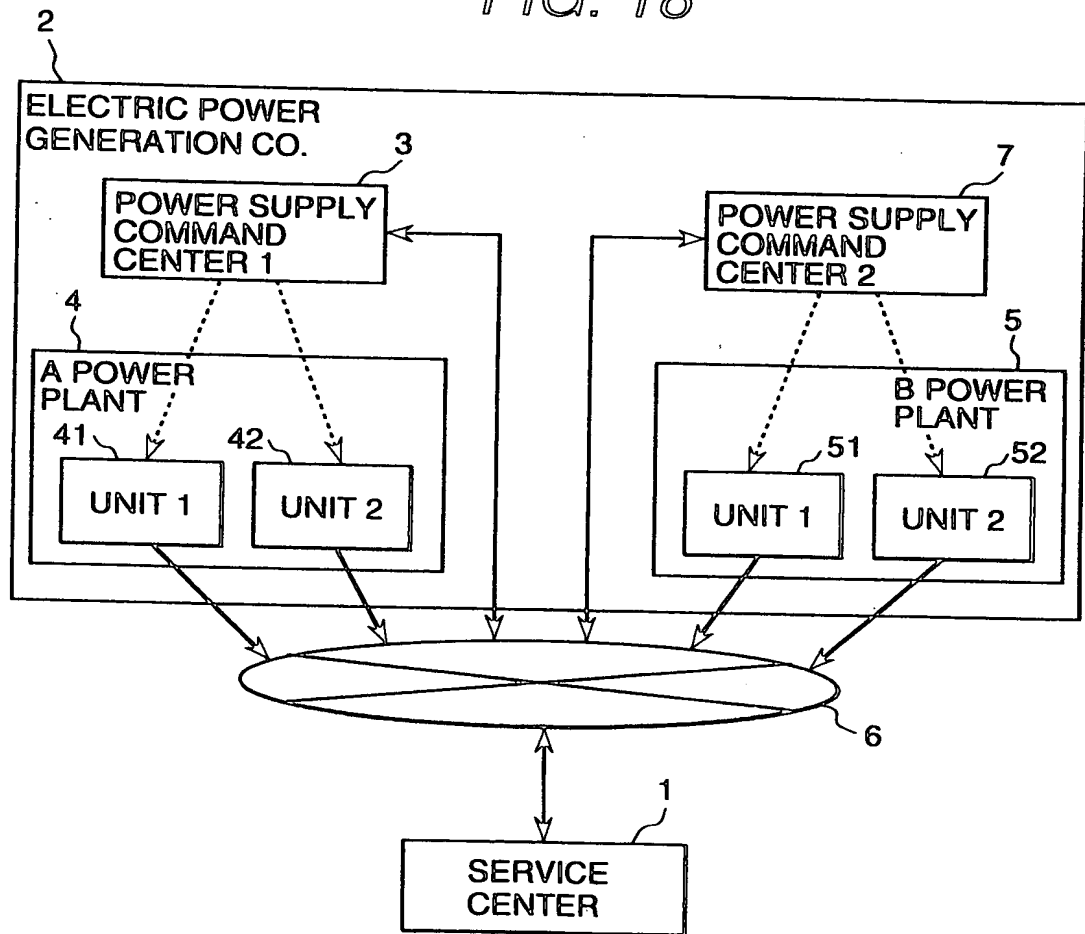 FIG. 18
2
ELECTRIC POWER
GENERATION CO.
3
POWER SUPPLY
COMMAND
CENTER 1
7
POWER SUPPLY
COMMAND
CENTER 2
4
A POWER
PLANT
41
UNIT 1
42
UNIT 2
5
B POWER
PLANT
51
UNIT 1
52
UNIT 2
6
1
SERVICE
CENTER